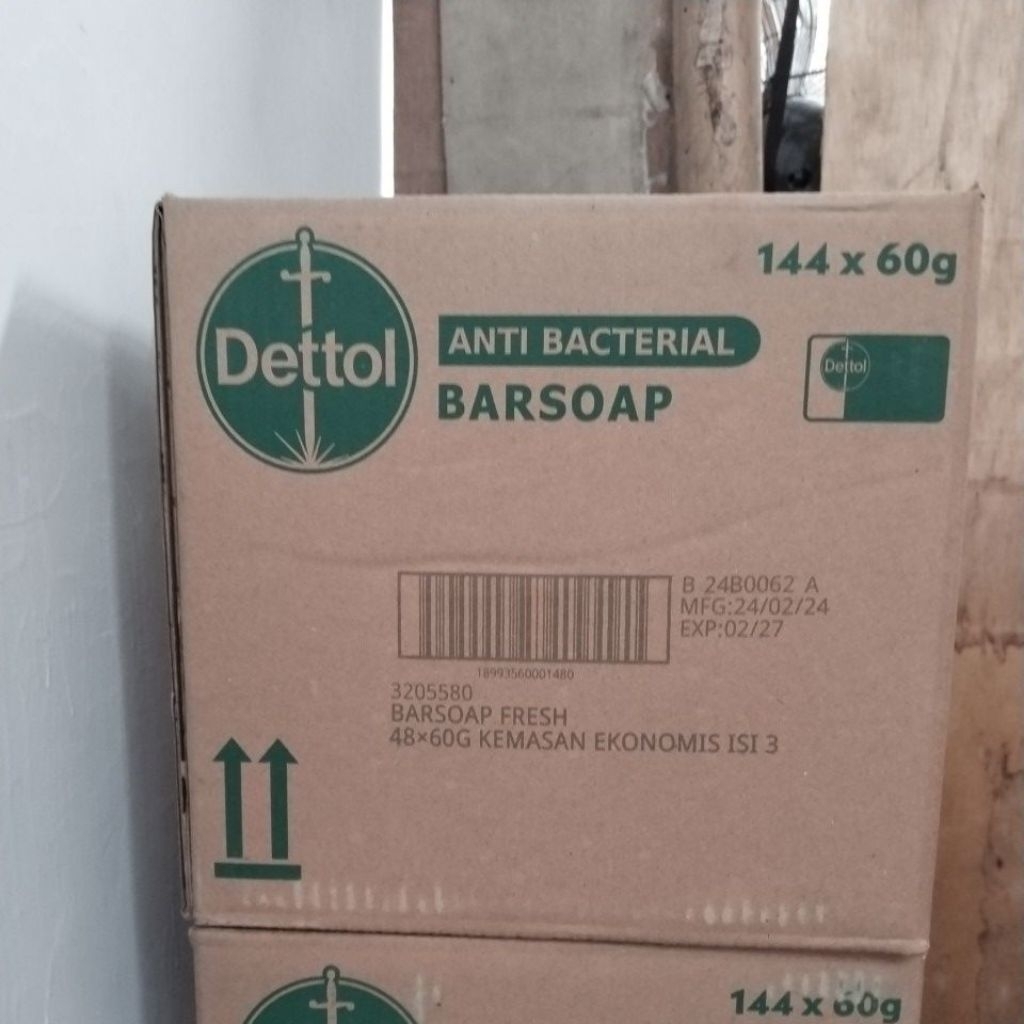 144 x 60g
Dettol
ANTI BACTERIAL
BARSOAP
Dettol
B 24B0062 A
MFG:24/02/24
EXP:02/27
18993560001480
3205580
BARSOAP FRESH
48×60G KEMASAN EKONOMIS ISI 3
144 x 60g